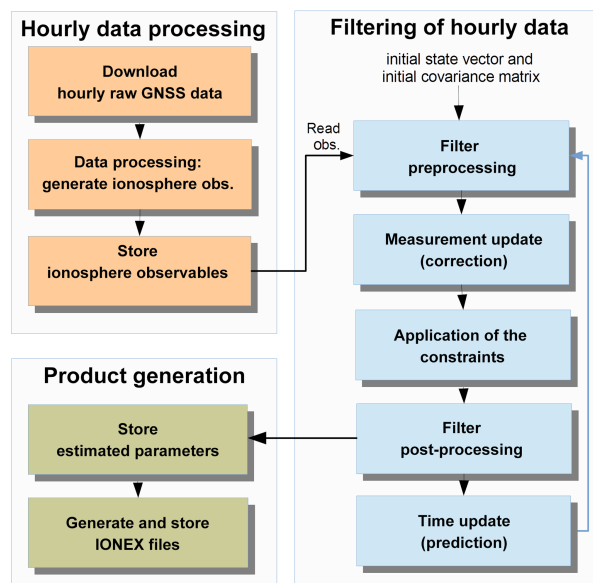 Hourly data processing
Download
hourly raw GNSS data
Data processing:
generate ionosphere obs.
Store
ionosphere observables
Read
obs.
Filtering of hourly data
initial state vector and
initial covariance matrix
Filter
preprocessing
Measurement update
(correction)
Application of the
constraints
Filter
post-processing
Time update
(prediction)
Product generation
Store
estimated parameters
Generate and store
IONEX files